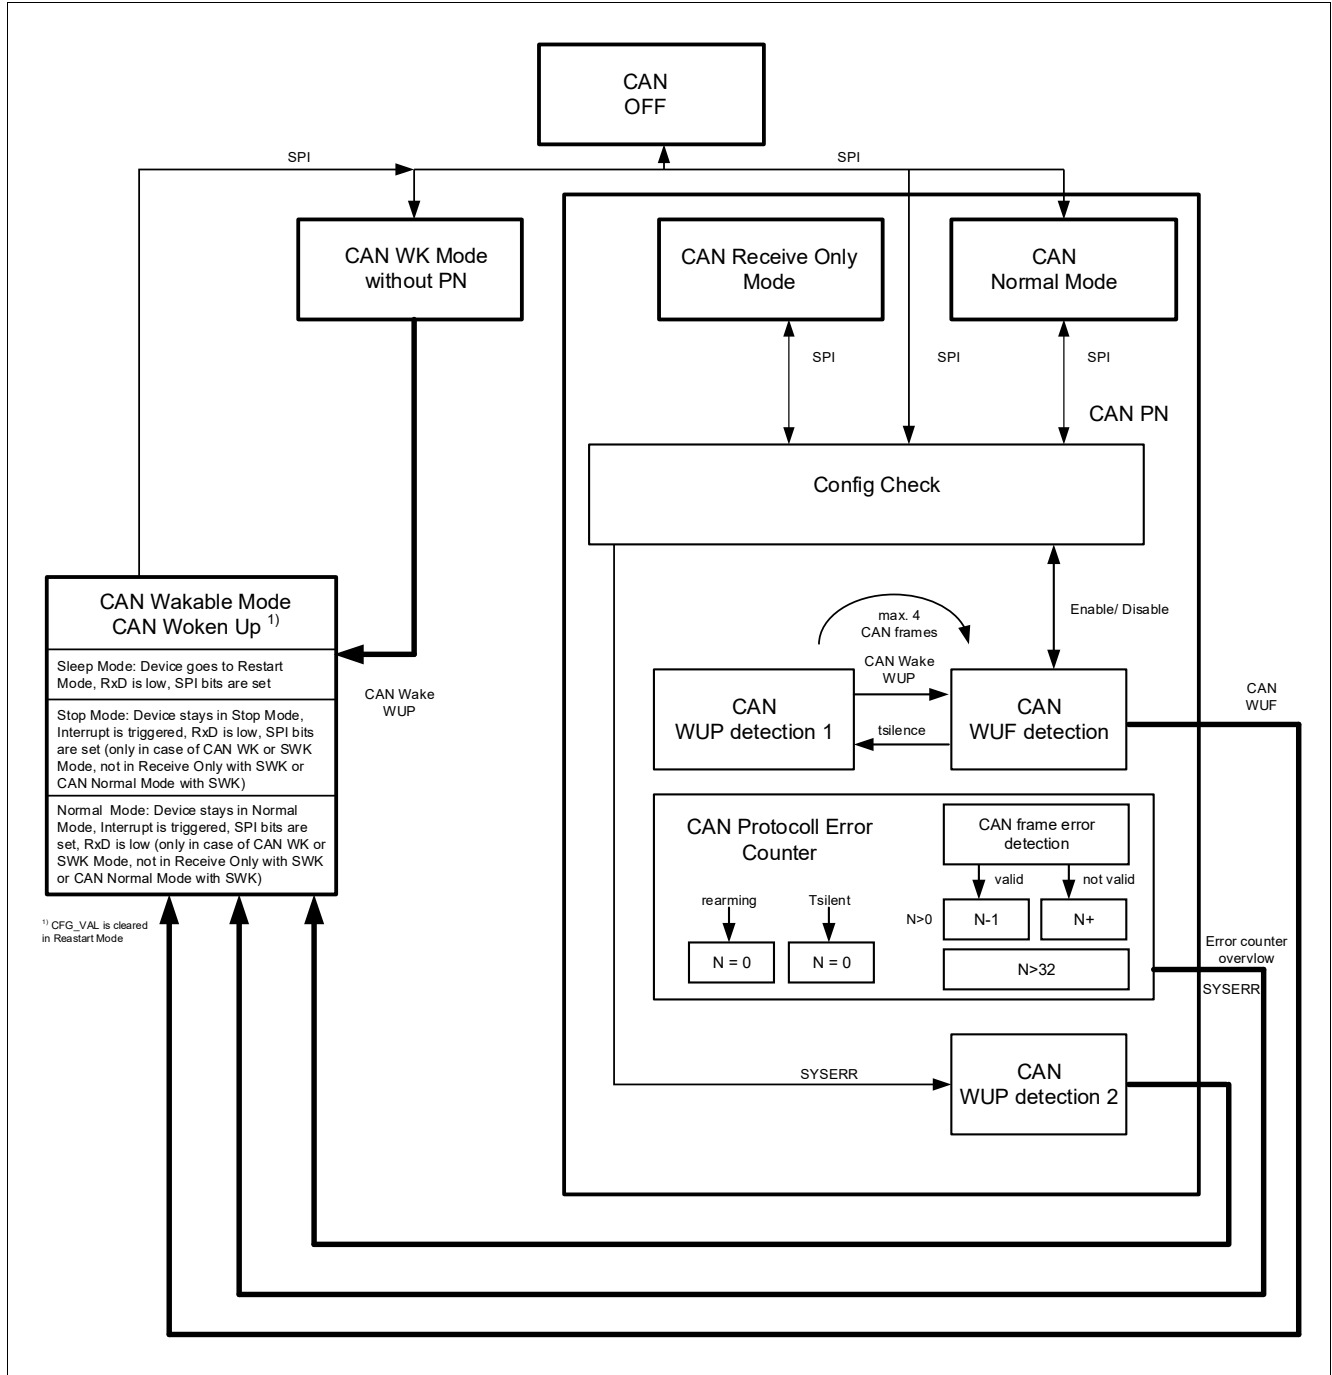 CAN
OFF
SPI
SPI
CAN WK Mode
without PN
CAN Receive Only
Mode
CAN
Normal Mode
SPI
SPI
SPI
CAN PN
Config Check
CAN Wakable Mode
CAN Woken Up 1)
Sleep Mode: Device goes to Restart
Mode, RxD is low, SPI bits are set
Stop Mode: Device stays in Stop Mode,
Interrupt is triggered, RxD is low, SPI bits
are set (only in case of CAN WK or SWK
Mode, not in Receive Only with SWK or
CAN Normal Mode with SWK)
Normal Mode: Device stays in Normal
Mode, Interrupt is triggered, SPI bits are
set, RxD is low (only in case of CAN WK or
SWK Mode, not in Receive Only with SWK
or CAN Normal Mode with SWK)
1) CFG_VAL is cleared
in Reastart Mode
CAN Wake
WUP
max. 4
CAN frames
Enable/ Disable
CAN Wake
WUP
CAN
WUP detection 1
tsilence
CAN
WUF detection
CAN
WUF
CAN Protocoll Error
Counter
CAN frame error
detection
valid
not valid
rearming
Tsilent
N>0
N-1
N+
N = 0
N = 0
N>32
Error counter
overvlow
SYSERR
SYSERR
CAN
WUP detection 2